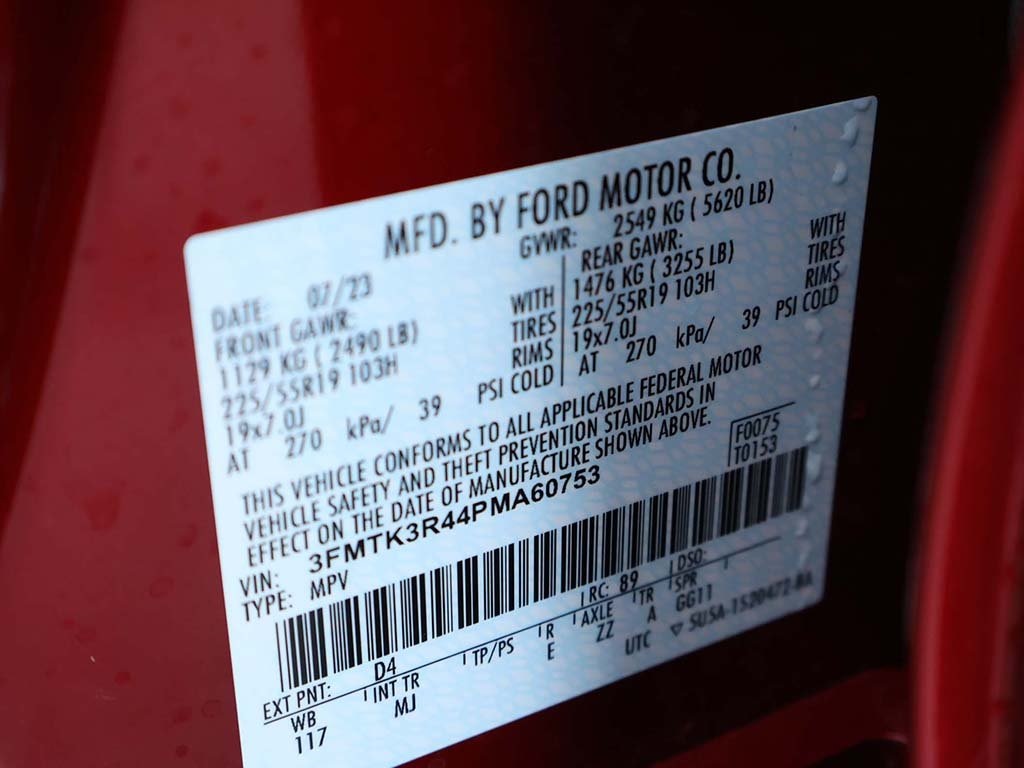 MFD. BY FORD MOTOR CO.
DATE: 07/23 GVWR: 2549 KG ( 5620 LB)
FRONT GAWR: REAR GAWR:
1129 KG ( 2490 LB) WITH 1476 KG ( 3255 LB) WITH
225/55R19 103H TIRES 225/55R19 103H TIRES
19x7.0J RIMS 19x7.0J RIMS
AT 270 kPa/ 39 PSI COLD AT 270 kPa/ 39 PSI COLD
THIS VEHICLE CONFORMS TO ALL APPLICABLE FEDERAL MOTOR
VEHICLE SAFETY AND THEFT PREVENTION STANDARDS IN
EFFECT ON THE DATE OF MANUFACTURE SHOWN ABOVE.
F0075
T0153
VIN: 3FMTK3R44PMA60753
TYPE: MPV
EXT PNT: D4 RC: 89 DSO:
WB INT TR TP/PS R AXLE TR SPR
117 MJ E ZZ A GG11
UTC ▽ SU5A-1520472-BA